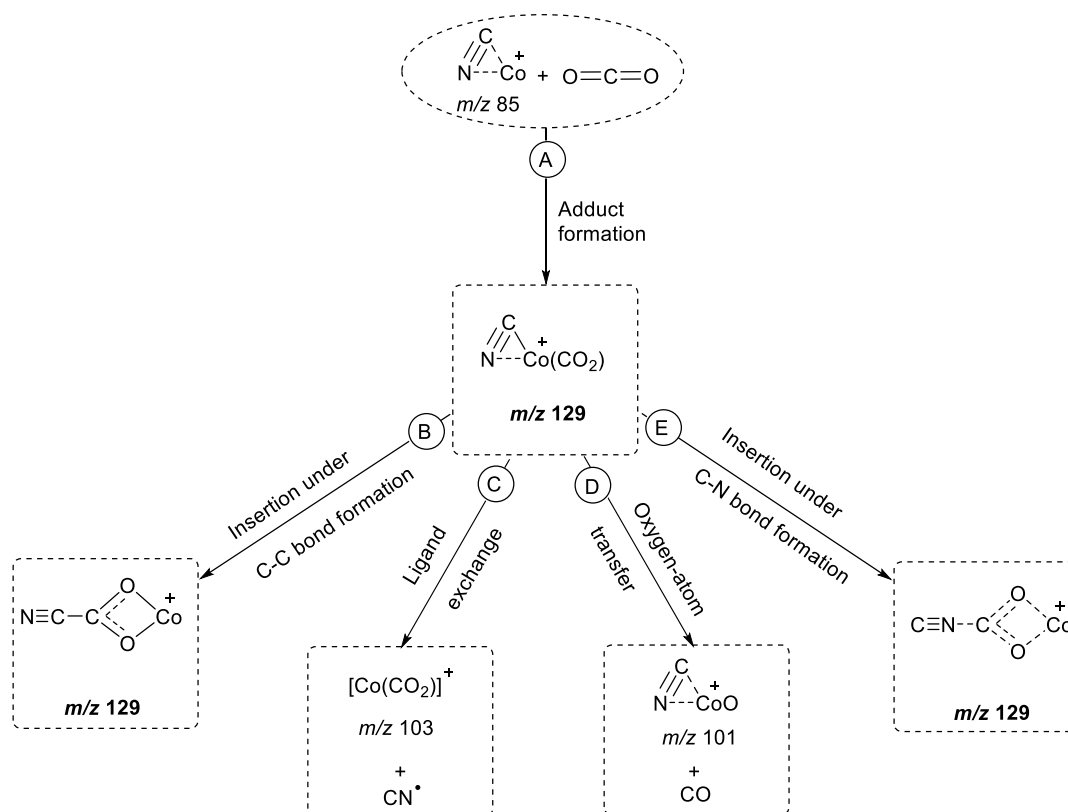 C
N Co + + O=C=O
m/z 85
A
Adduct
formation
C
N Co + (CO2)
m/z 129
B
Insertion under
C-C bond formation
C
Ligand
exchange
D
Oxygen-atom
transfer
E
Insertion under
C-N bond formation
N≡C C O O Co +
m/z 129
[Co(CO2)]+
m/z 103
+
CN•
C
N CoO +
m/z 101
+
CO
C≡N C O O Co +
m/z 129